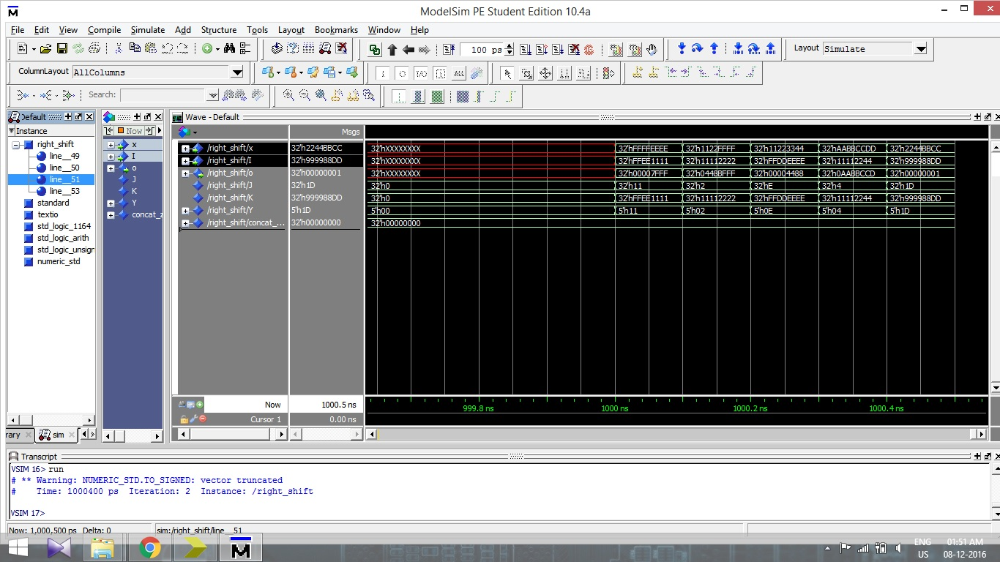 ModelSim PE Student Edition 10.4a
File Edit View Compile Simulate Add Structure Tools Layout Bookmarks Window Help
100 ps
Layout Simulate
ColumnLayout AllColumns
ALL
Search:
Default
Instance
right_shift
line__49
line__50
line__51
line__53
standard
textio
std_logic_1164
std_logic_arith
std_logic_unsign
numeric_std
rary sim
Now
x
I
o
J
K
Y
concat_z
Wave - Default
Msgs
/right_shift/x 32'h2244BBCC 32'hXXXXXXXX 32'hFFFFEEEE 32'h1122FFFF 32'h11223344 32'hAABBCCDD 32'h2244BBCC
/right_shift/I 32'h999988DD 32'hXXXXXXXX 32'hFFEE1111 32'h11112222 32'hFFDDEEEE 32'h11112244 32'h999988DD
/right_shift/o 32'h00000001 32'hXXXXXXXX 32'h00007FFF 32'h0448BFFF 32'h00004488 32'h0AABBCCD 32'h00000001
/right_shift/J 32'h1D 32'h0 32'h11 32'h2 32'hE 32'h4 32'h1D
/right_shift/K 32'h999988DD 32'h0 32'hFFEE1111 32'h11112222 32'hFFDDEEEE 32'h11112244 32'h999988DD
/right_shift/Y 5'h1D 5'h00 5'h11 5'h02 5'h0E 5'h04 5'h1D
/right_shift/concat_... 32'h00000000 32'h00000000
Now 1000.5 ns 999.8 ns 1000 ns 1000.2 ns 1000.4 ns
Cursor 1 0.00 ns
Transcript
VSIM 16> run
# ** Warning: NUMERIC_STD.TO_SIGNED: vector truncated
#    Time: 1000400 ps  Iteration: 2  Instance: /right_shift
VSIM 17>
Now: 1,000,500 ps Delta: 0 sim:/right_shift/line__51
M
ENG 01:51 AM
US 08-12-2016